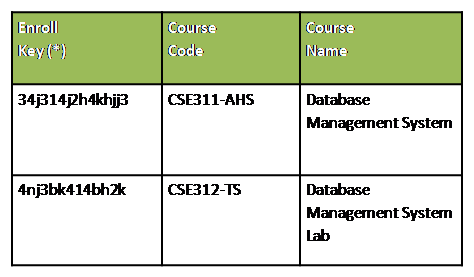 Enroll Course Course
Key (*) Code Name
34j314j2h4khjj3 CSE311-AHS Database
Management System
4nj3bk414bh2k CSE312-TS Database
Management System
Lab